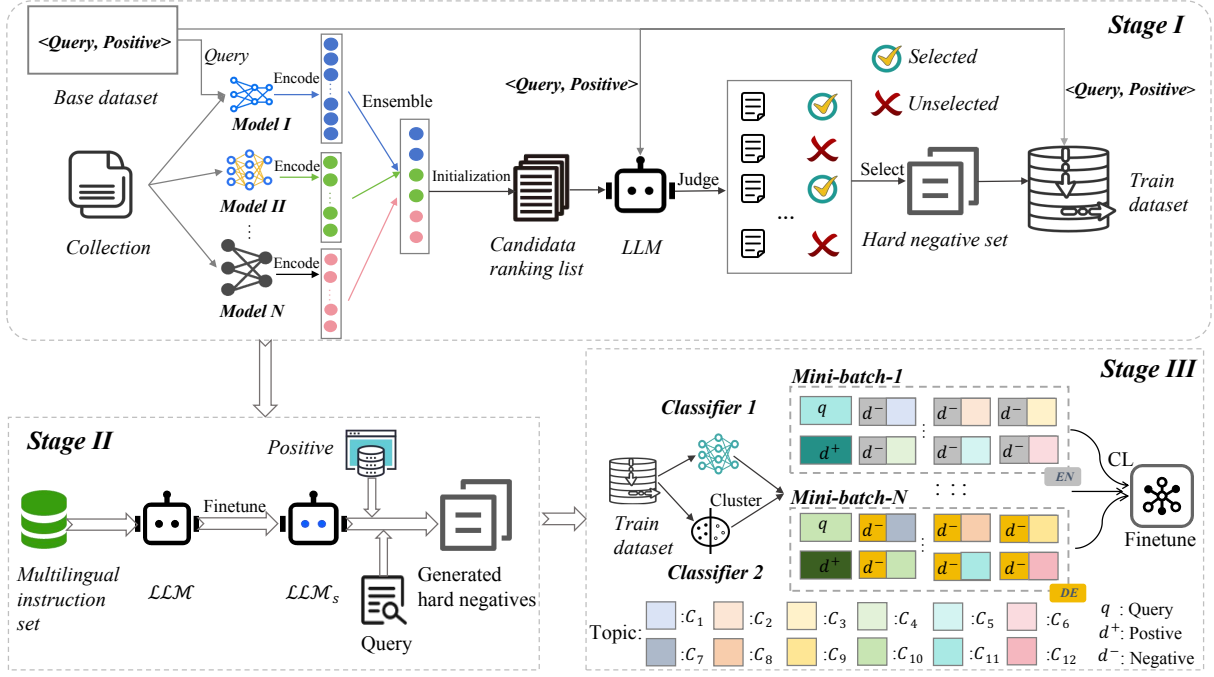 Stage I
<Query, Positive>
Base dataset
Query
Encode
Model I
Ensemble
Encode
Model II
Encode
Model N
Collection
Initialization
Candidata
ranking list
<Query, Positive>
LLM
Judge
...
Selected
Unselected
Select
Hard negative set
<Query, Positive>
Train
dataset
Stage II
Multilingual
instruction
set
LLM
Finetune
LLMs
Positive
Query
Generated
hard negatives
Stage III
Train
dataset
Classifier 1
Cluster
Classifier 2
Mini-batch-1
q d− d− d−
d+ d− d− d−
EN
Mini-batch-N
q d− d− d−
d+ d− d− d−
DE
CL
Finetune
Topic:
:C1 :C2 :C3 :C4 :C5 :C6
:C7 :C8 :C9 :C10 :C11 :C12
q : Query
d+ : Postive
d− : Negative